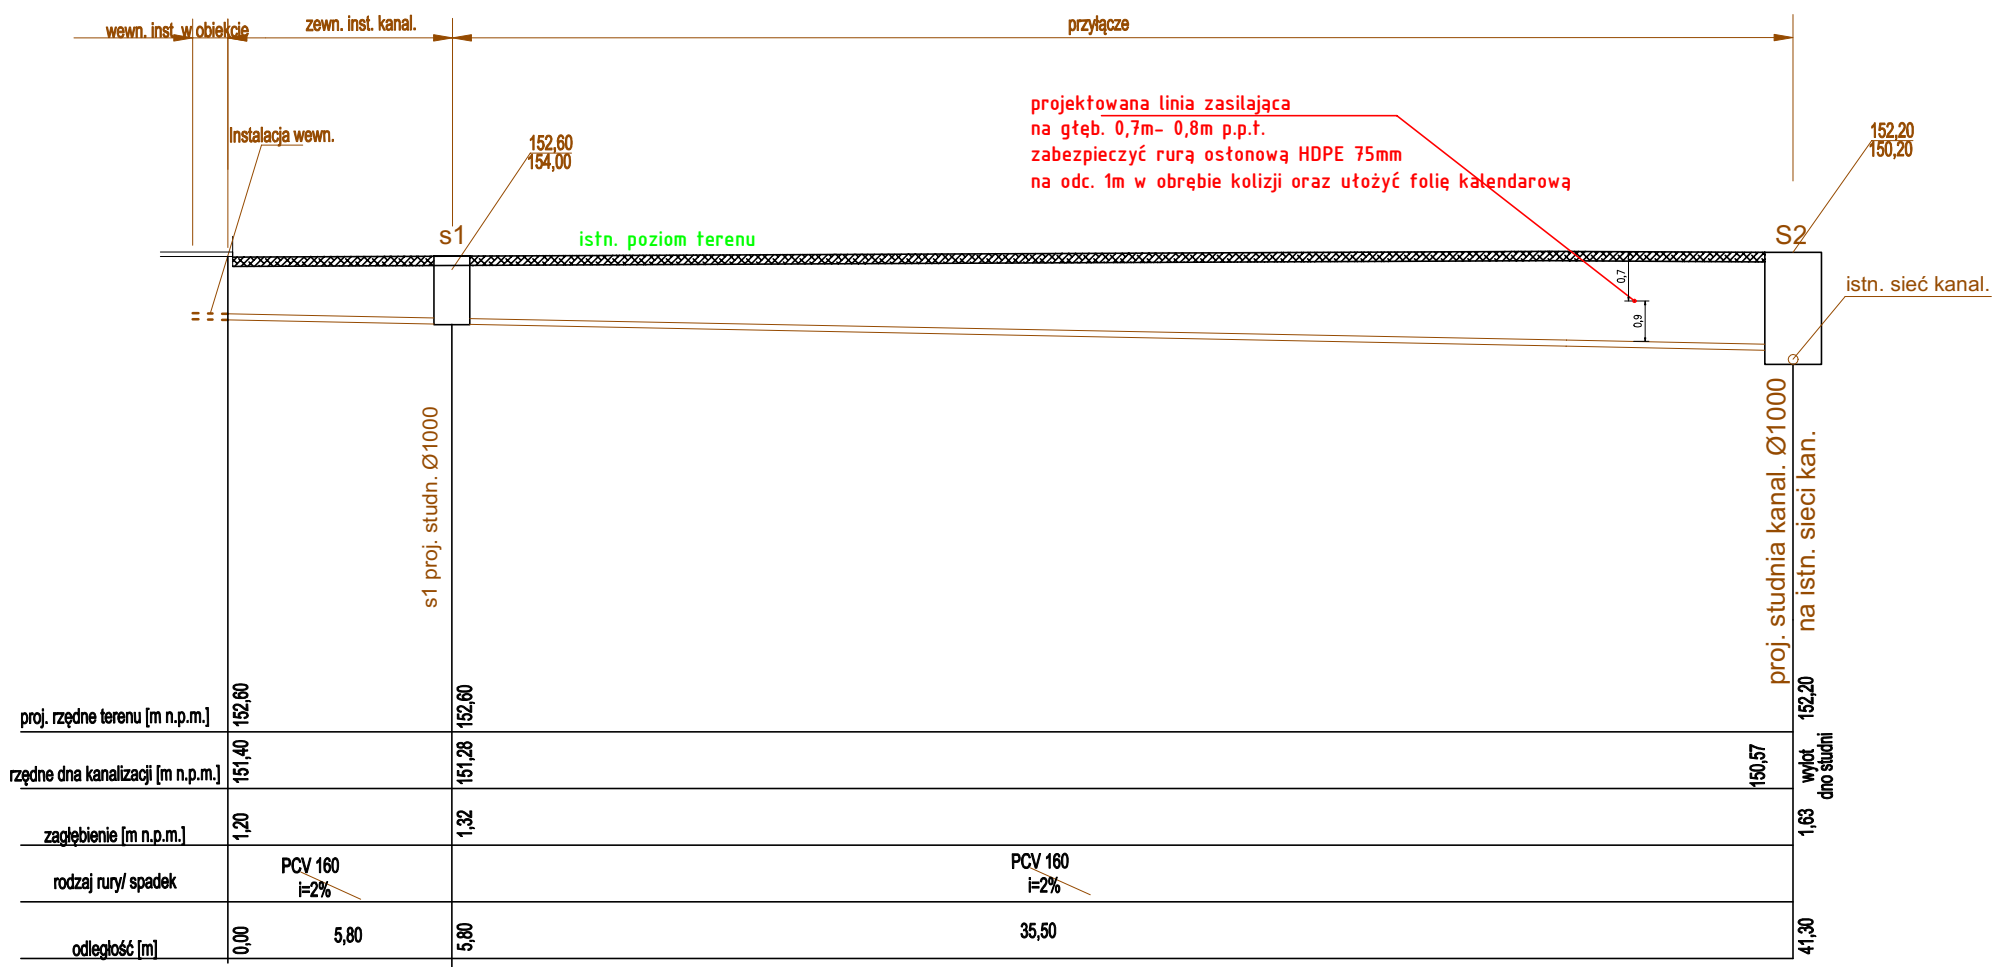 wewn. inst. w obiekcie
zewn. inst. kanal.
przyłącze
projektowana linia zasilająca
na głęb. 0,7m- 0,8m p.p.t.
zabezpieczyć rurą osłonową HDPE 75mm
na odc. 1m w obrębie kolizji oraz ułożyć folię kalendarową
Instalacja wewn.
152,60
154,00
152,20
150,20
s1
istn. poziom terenu
S2
0,7
0,9
istn. sieć kanal.
s1 proj. studn. Ø1000
proj. studnia kanal. Ø1000
na istn. sieci kan.
proj. rzędne terenu [m n.p.m.]
152,60
152,60
152,20
rzędne dna kanalizacji [m n.p.m.]
151,40
151,28
150,57
wylot
dno studni
zagłębienie [m n.p.m.]
1,20
1,32
1,63
rodzaj rury/ spadek
PCV 160
i=2%
PCV 160
i=2%
odległość [m]
0,00
5,80
5,80
35,50
41,30